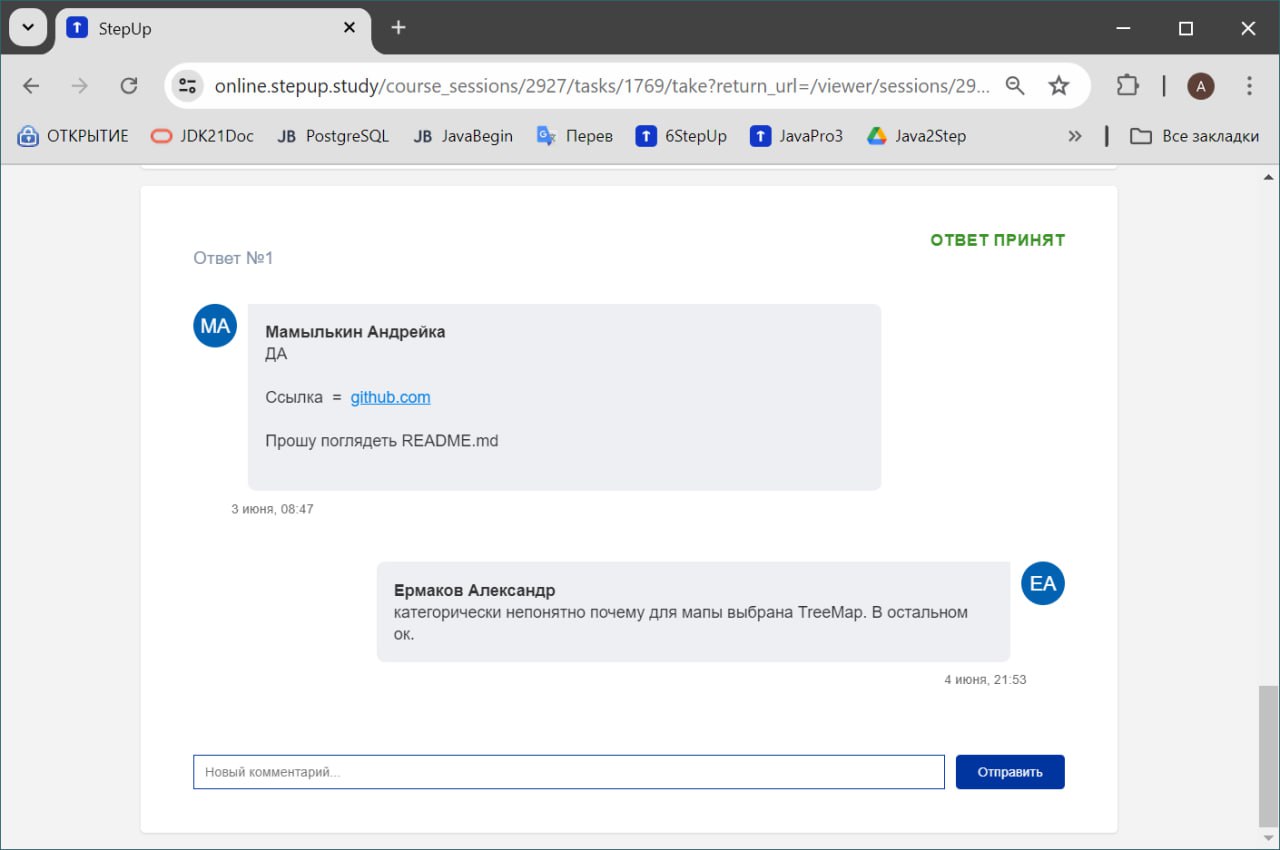 StepUp
online.stepup.study/course_sessions/2927/tasks/1769/take?return_url=/viewer/sessions/29...
A
ОТКРЫТИЕ JDK21Doc JB PostgreSQL JB JavaBegin Перев 6StepUp JavaPro3 Java2Step » Все закладки
ОТВЕТ ПРИНЯТ
Ответ №1
МА
Мамылькин Андрейка
ДА
Ссылка = github.com
Прошу поглядеть README.md
3 июня, 08:47
Ермаков Александр
ЕА
категорически непонятно почему для мапы выбрана TreeMap. В остальном
ок.
4 июня, 21:53
Новый комментарий...
Отправить